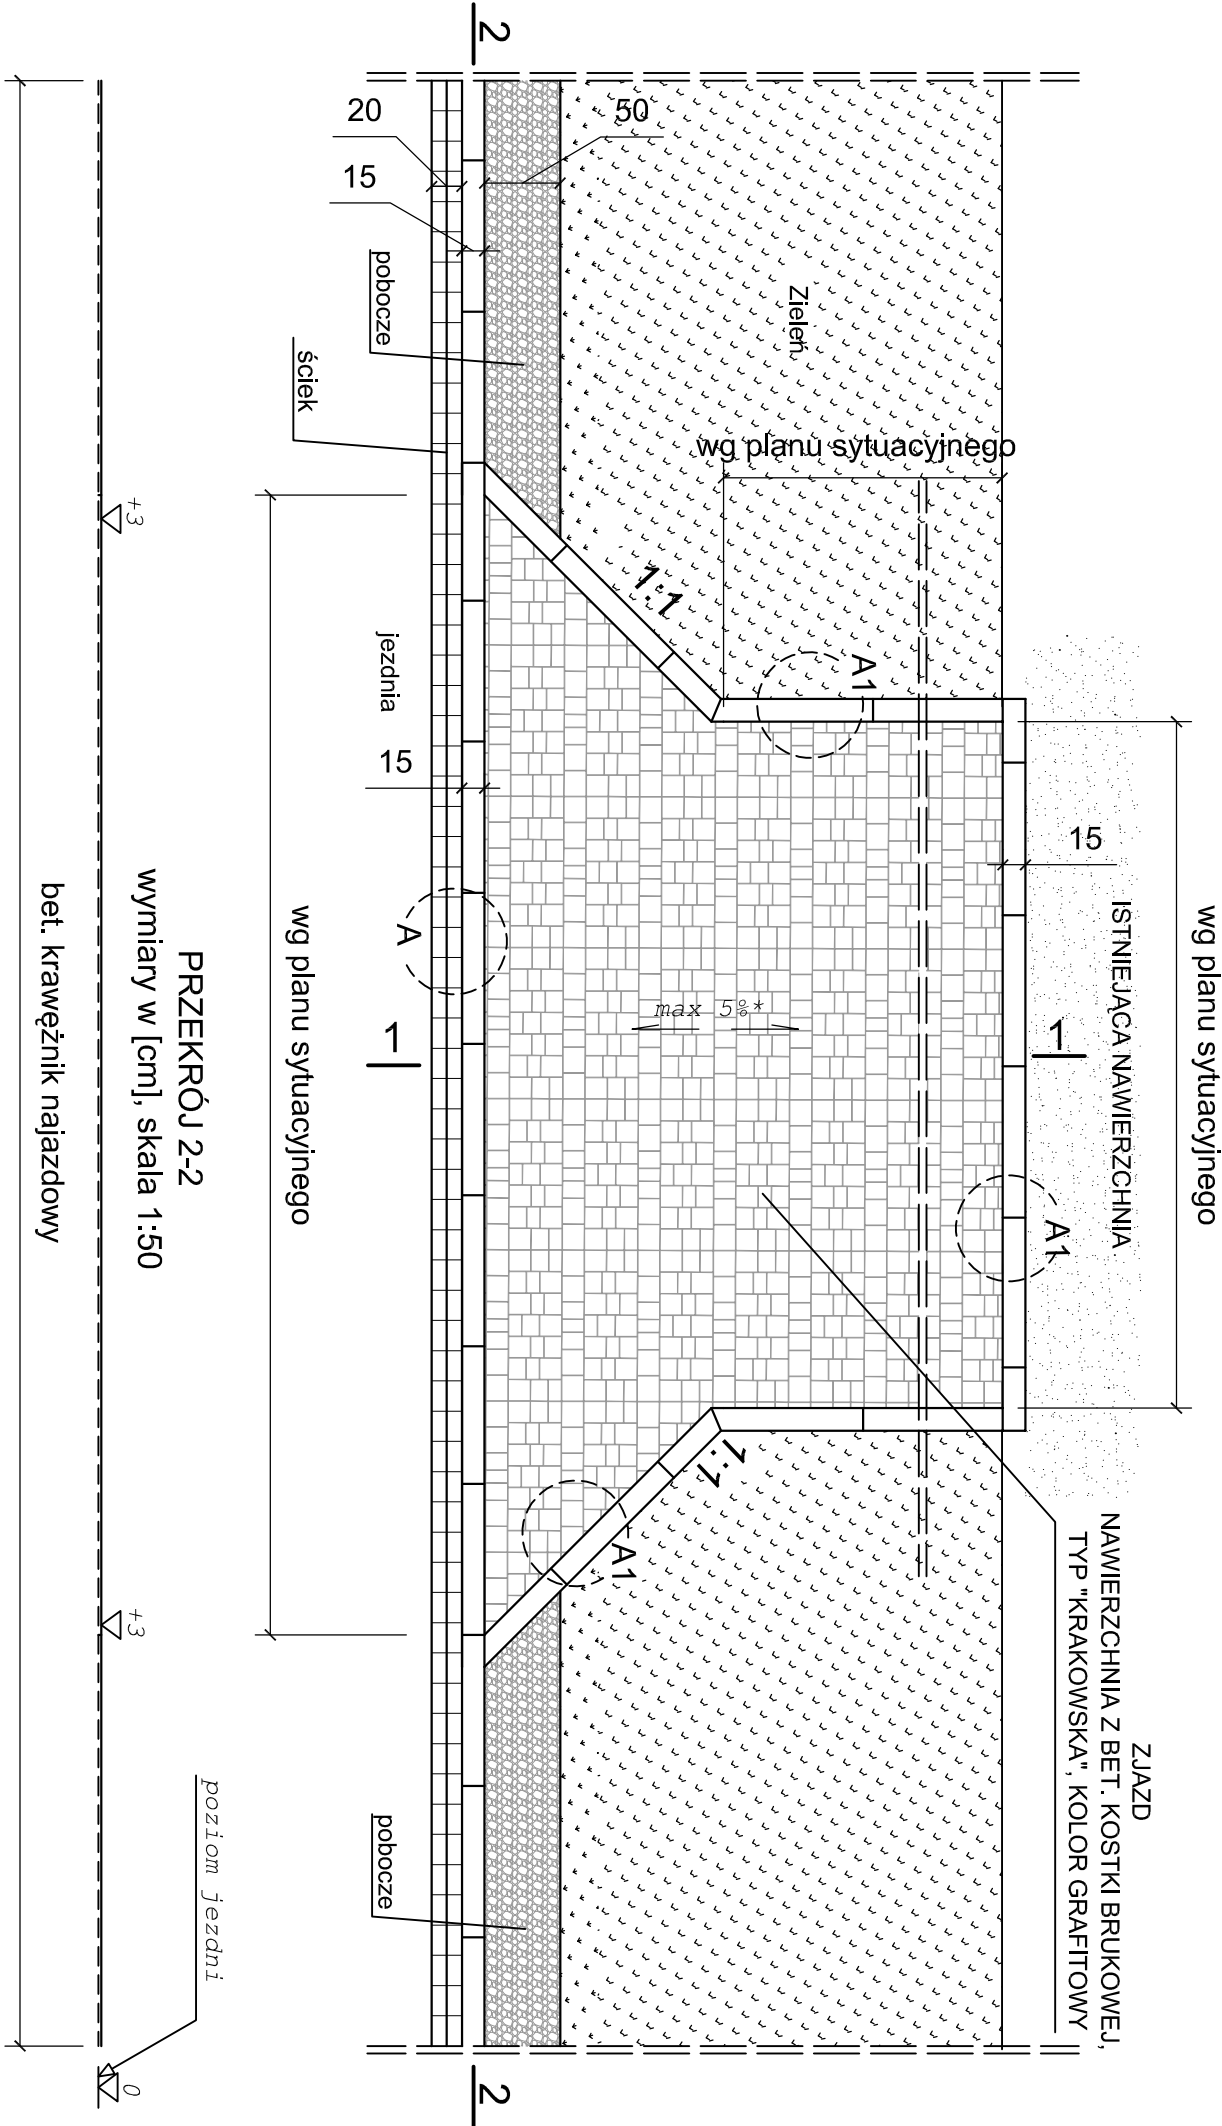 ZJAZD
NAWIERZCHNIA Z BET. KOSTKI BRUKOWEJ,
TYP "KRAKOWSKA", KOLOR GRAFITOWY
wg planu sytuacyjnego
ISTNIEJĄCA NAWIERZCHNIA
15
1
A1
A1
wg planu sytuacyjnego
Zieleń
50
1:1
1:1
A1
max 5%*
2
2
20
15
15
pobocze
pobocze
ściek
jezdnia
A
1
wg planu sytuacyjnego
PRZEKRÓJ 2-2
wymiary w [cm], skala 1:50
+3
+3
poziom jezdni
0
bet. krawężnik najazdowy